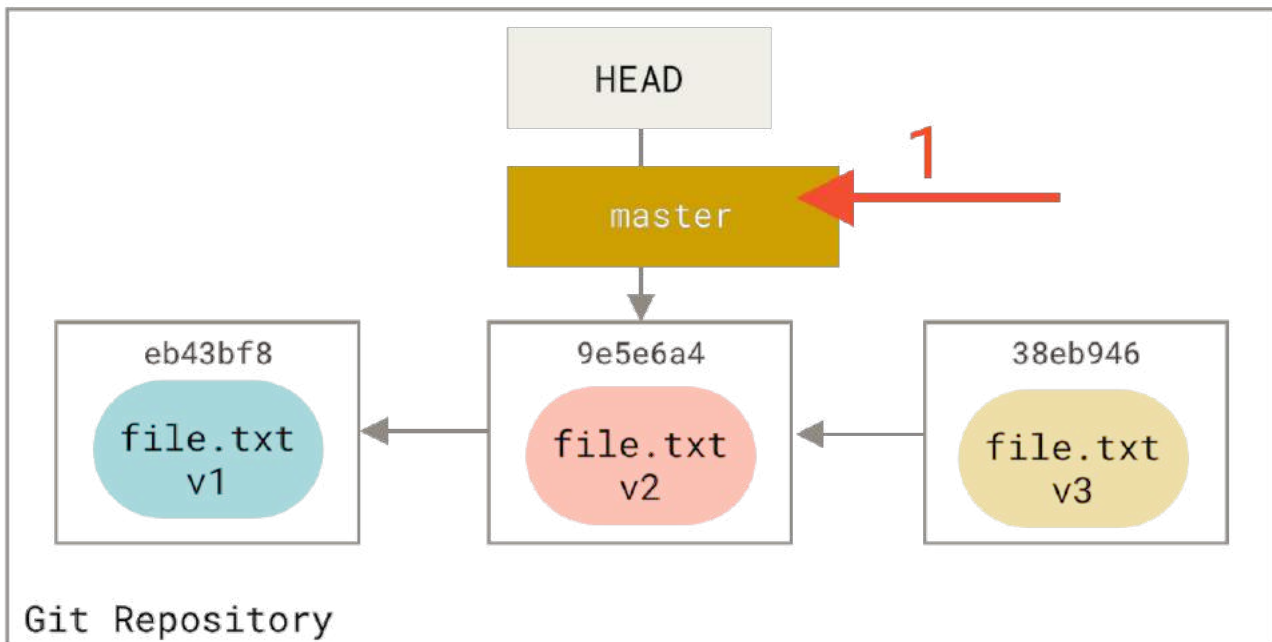 HEAD
1
master
eb43bf8
file.txt
v1
9e5e6a4
file.txt
v2
38eb946
file.txt
v3
Git Repository